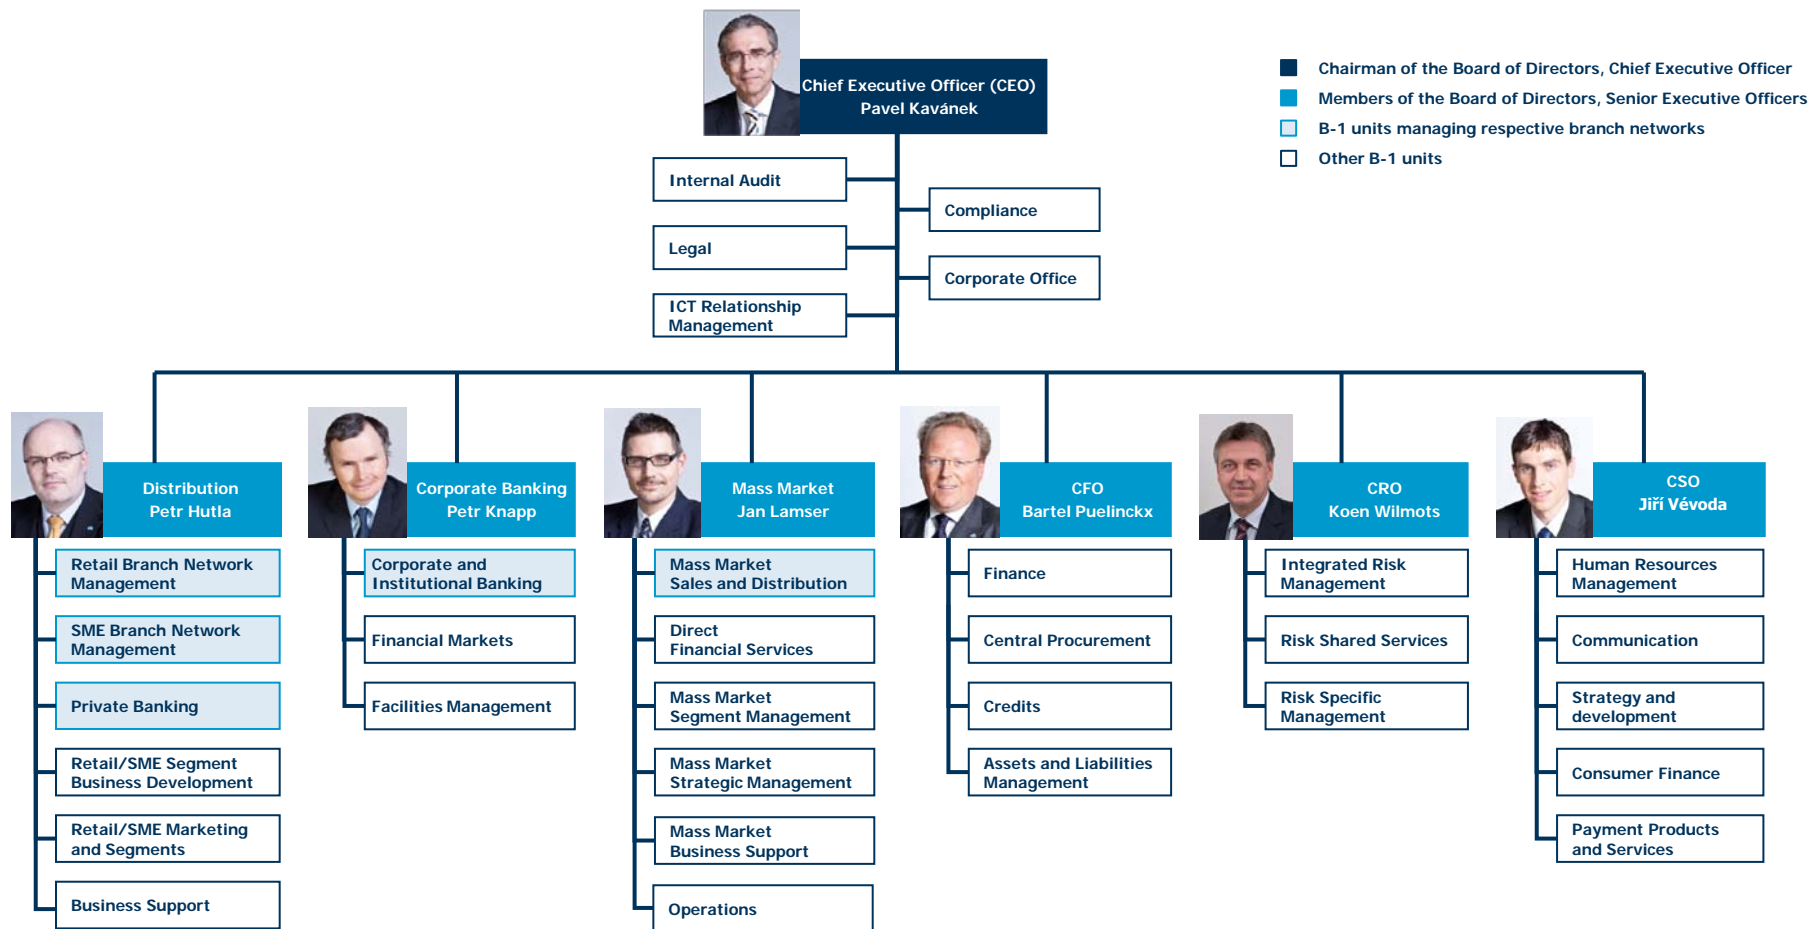 Chief Executive Officer (CEO)
Pavel Kavánek
Chairman of the Board of Directors, Chief Executive Officer
Members of the Board of Directors, Senior Executive Officers
B-1 units managing respective branch networks
Other B-1 units
Internal Audit
Compliance
Legal
Corporate Office
ICT Relationship
Management
Distribution
Petr Hutla
Retail Branch Network
Management
SME Branch Network
Management
Private Banking
Retail/SME Segment
Business Development
Retail/SME Marketing
and Segments
Business Support
Corporate Banking
Petr Knapp
Corporate and
Institutional Banking
Financial Markets
Facilities Management
Mass Market
Jan Lamser
Mass Market
Sales and Distribution
Direct
Financial Services
Mass Market
Segment Management
Mass Market
Strategic Management
Mass Market
Business Support
Operations
CFO
Bartel Puelinckx
Finance
Central Procurement
Credits
Assets and Liabilities
Management
CRO
Koen Wilmots
Integrated Risk
Management
Risk Shared Services
Risk Specific
Management
CSO
Jiří Vévoda
Human Resources
Management
Communication
Strategy and
development
Consumer Finance
Payment Products
and Services